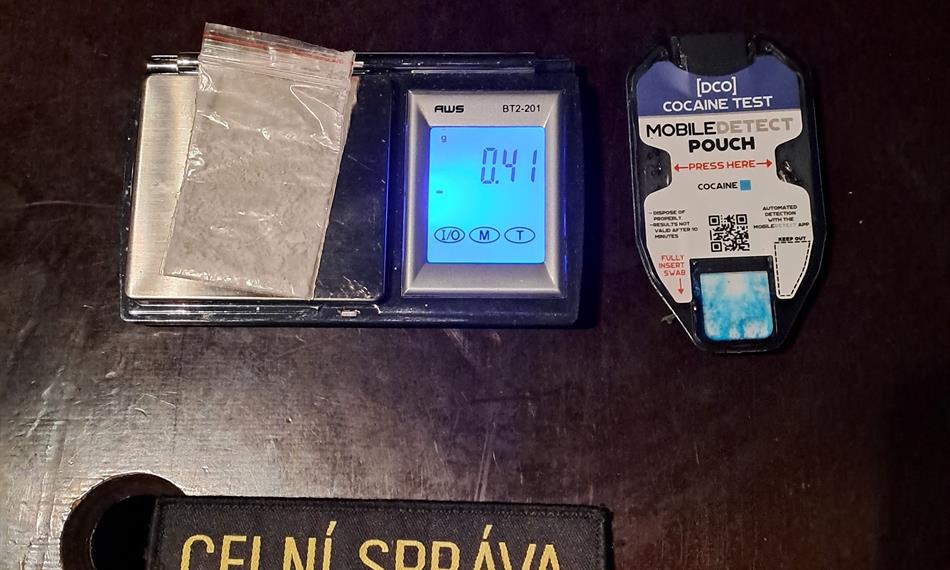 AWS BT2-201
g
0.41
I/O M T
[DCO]
COCAINE TEST
MOBILEDETECT
POUCH
PRESS HERE
COCAINE
- DISPOSE OF
PROPERLY.
- RESULTS NOT
VALID AFTER 10
MINUTES
AUTOMATED
DETECTION
WITH THE
MOBILEDETECT APP
KEEP OUT
FULLY
INSERT
SWAB
CELNÍ SPRÁVA